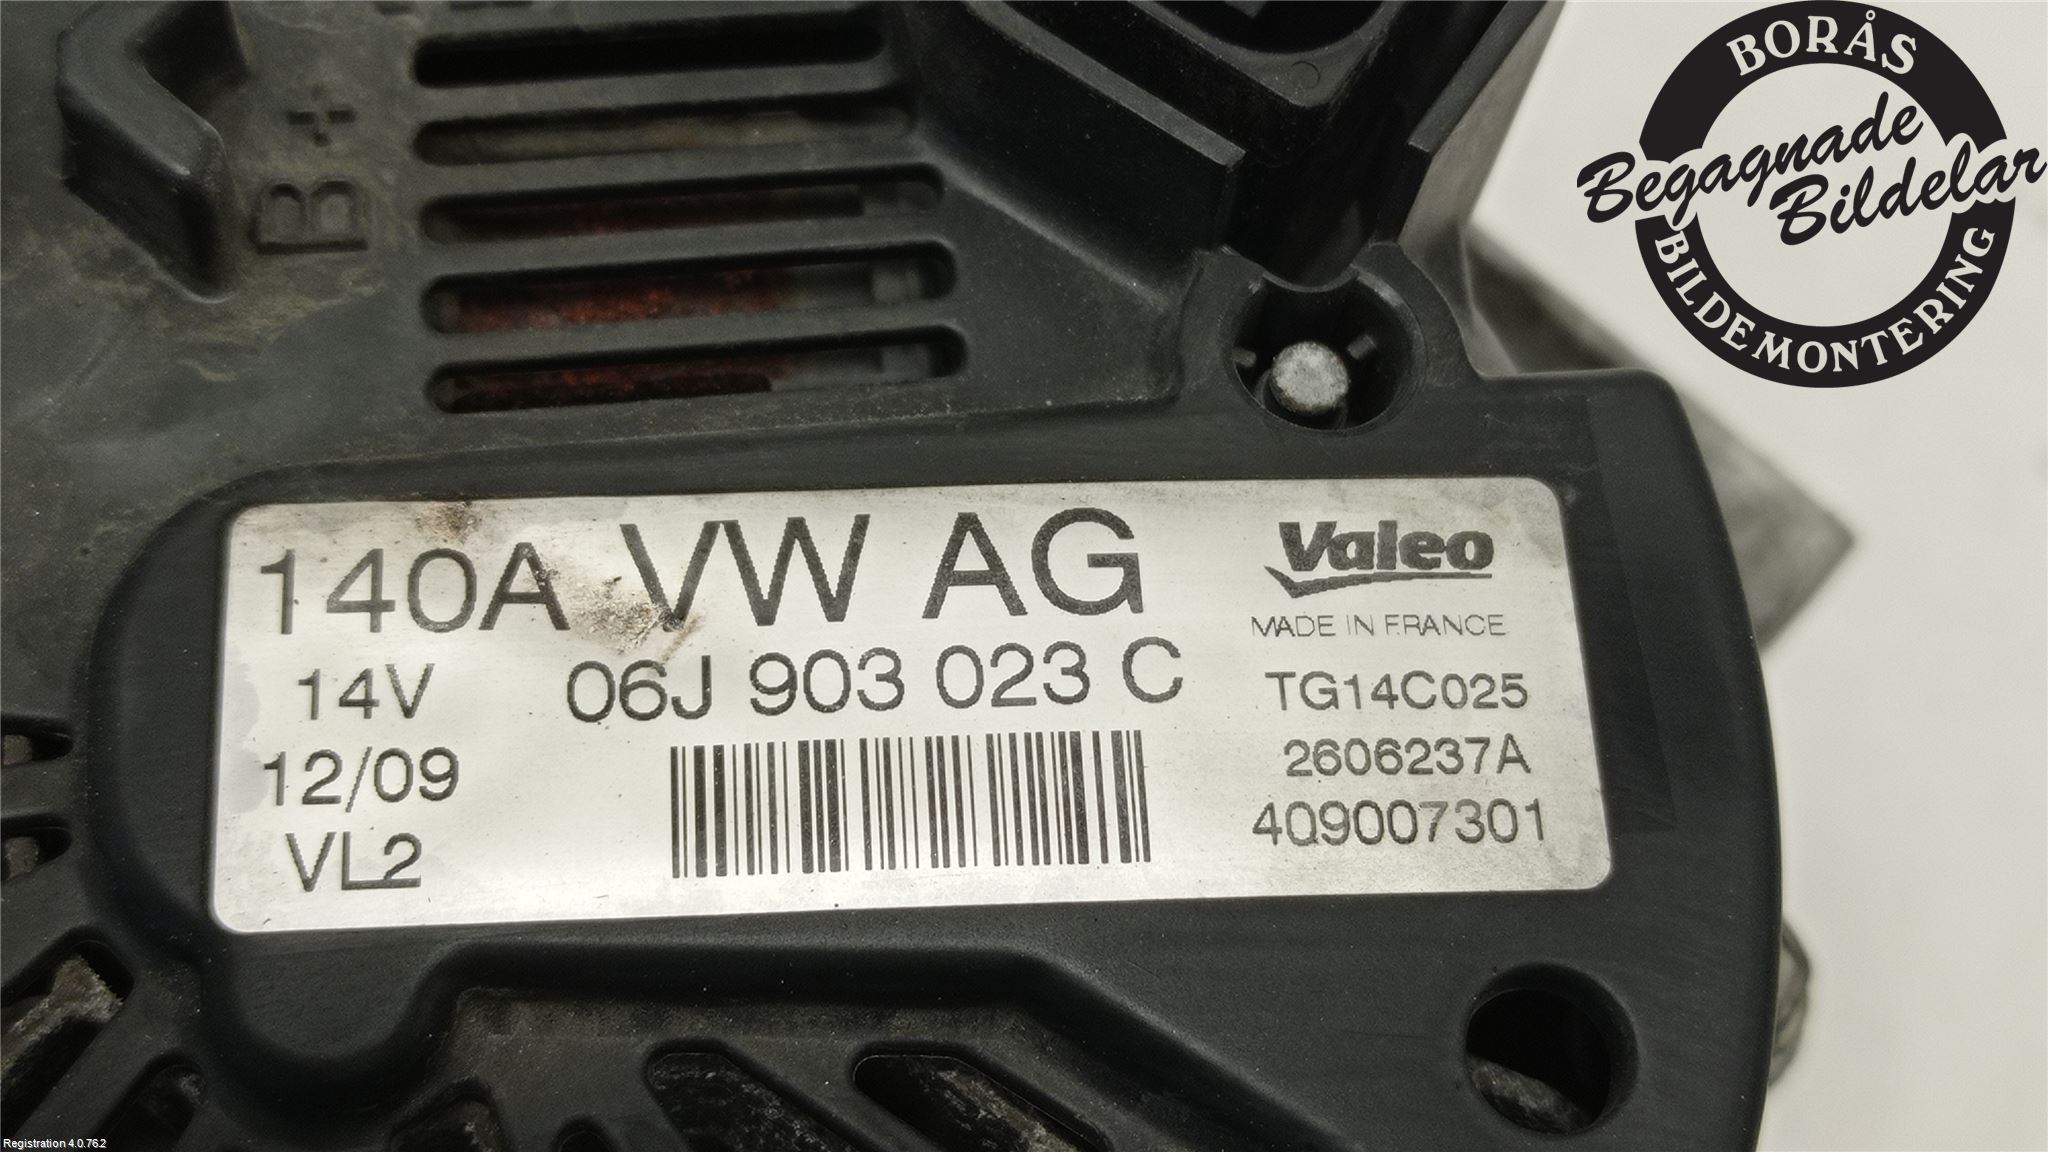 B+
BORÅS
Begagnade
Bildelar
BILDEMONTERING
140A VW AG
Valeo
MADE IN FRANCE
14V
06J 903 023 C
TG14C025
12/09
2606237A
VL2
409007301
Registration 4.0.76.2